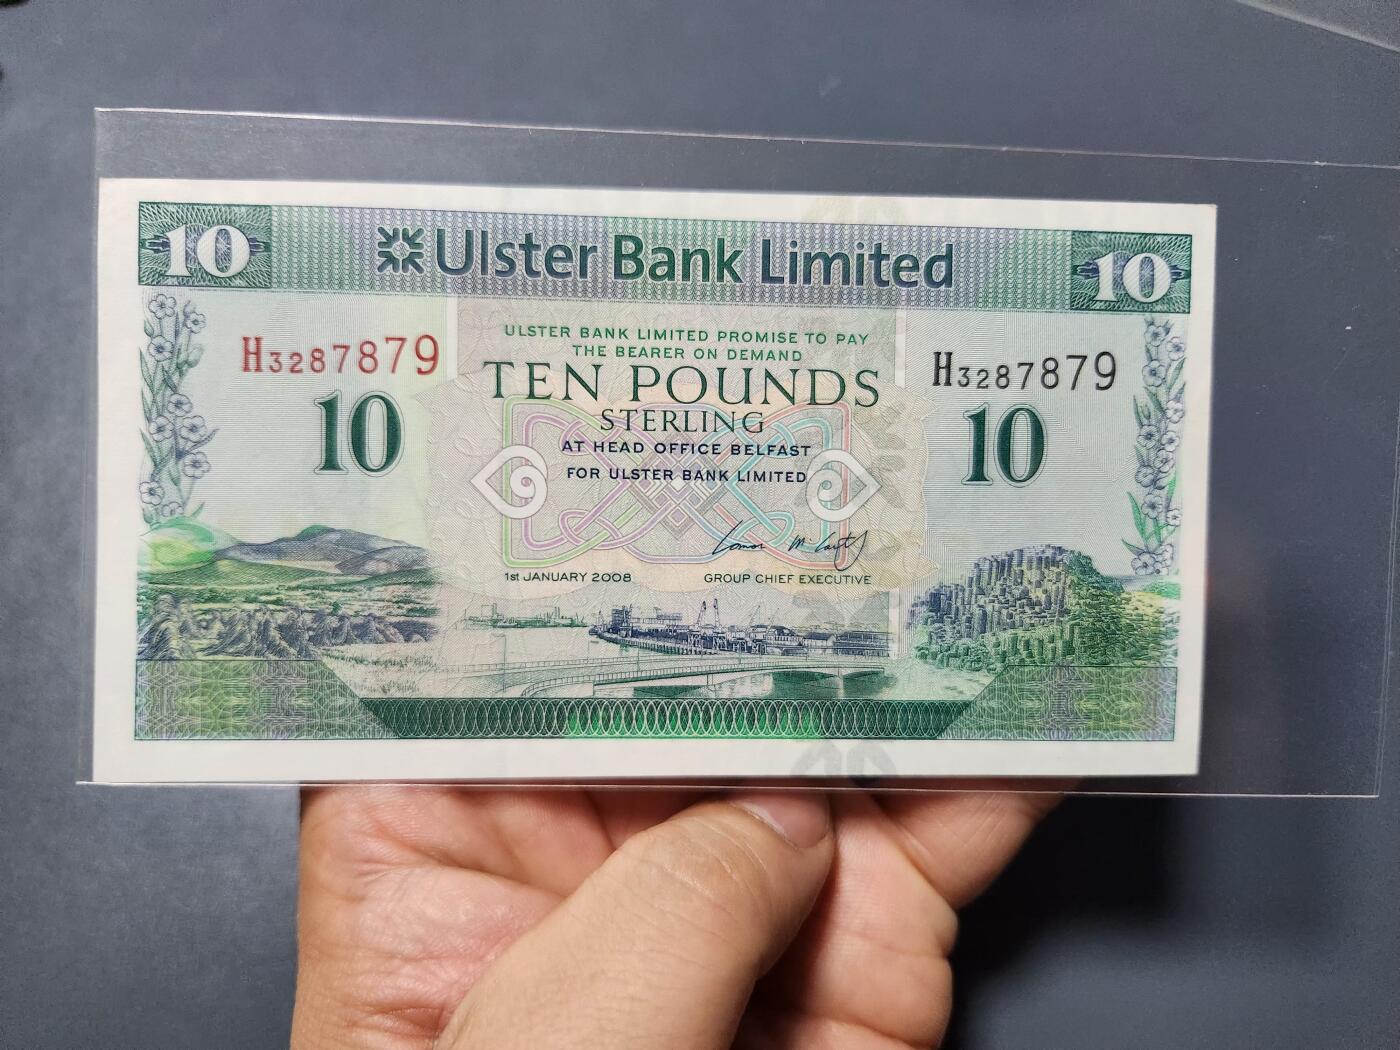 10 Ulster Bank Limited 10
ULSTER BANK LIMITED PROMISE TO PAY
THE BEARER ON DEMAND
H3287879 TEN POUNDS H3287879
10 STERLING 10
AT HEAD OFFICE BELFAST
FOR ULSTER BANK LIMITED
1st JANUARY 2008 GROUP CHIEF EXECUTIVE